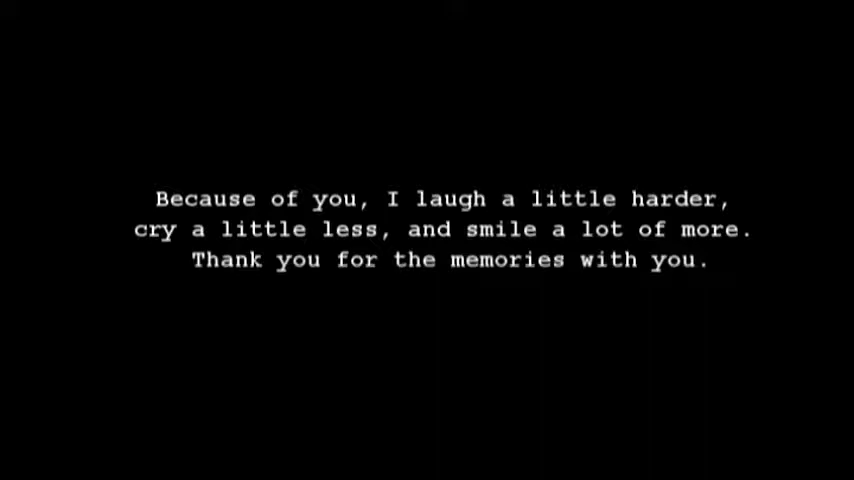 Because of you, I laugh a little harder,
cry a little less, and smile a lot of more.
Thank you for the memories with you.